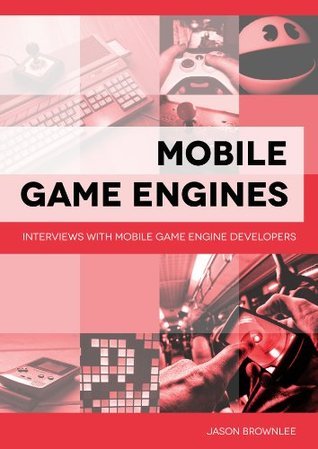 MOBILE
GAME ENGINES
INTERVIEWS WITH MOBILE GAME ENGINE DEVELOPERS
JASON BROWNLEE